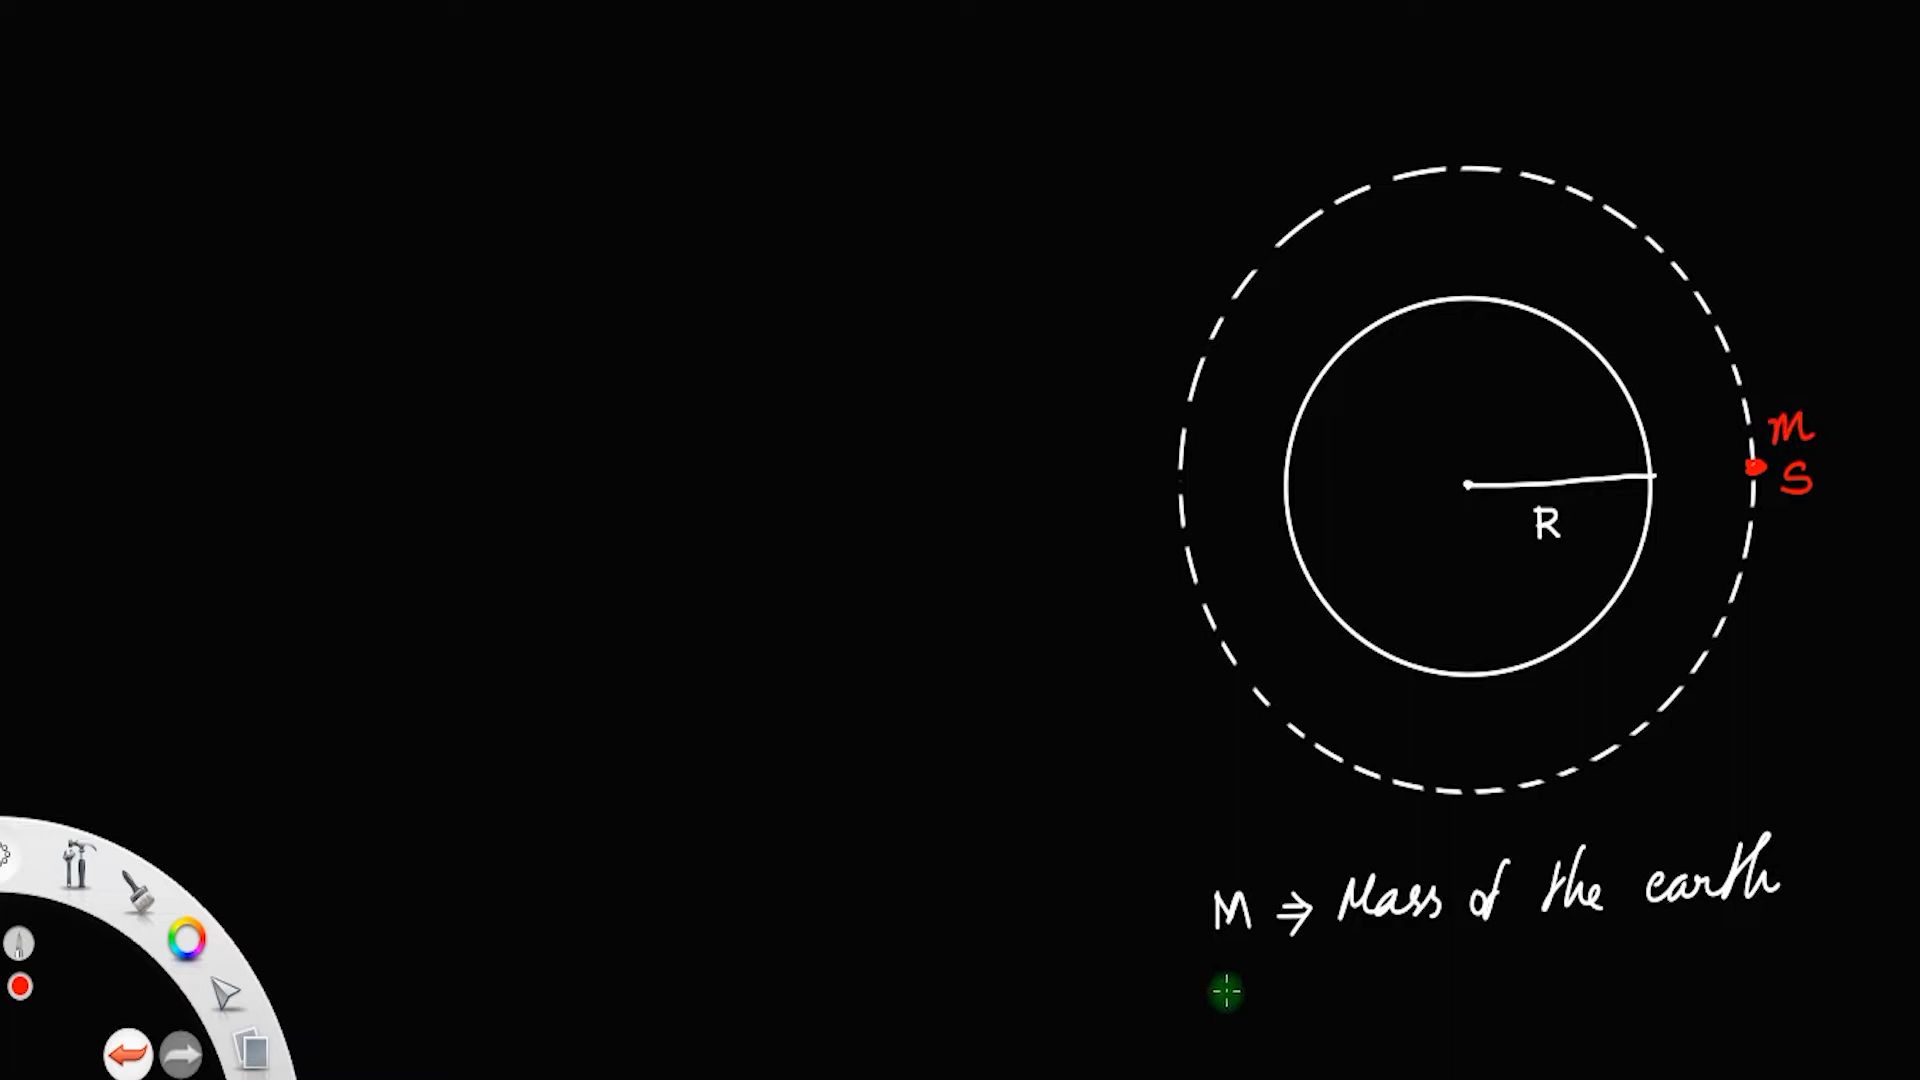 m
S
R
M ⇒ Mass of the earth